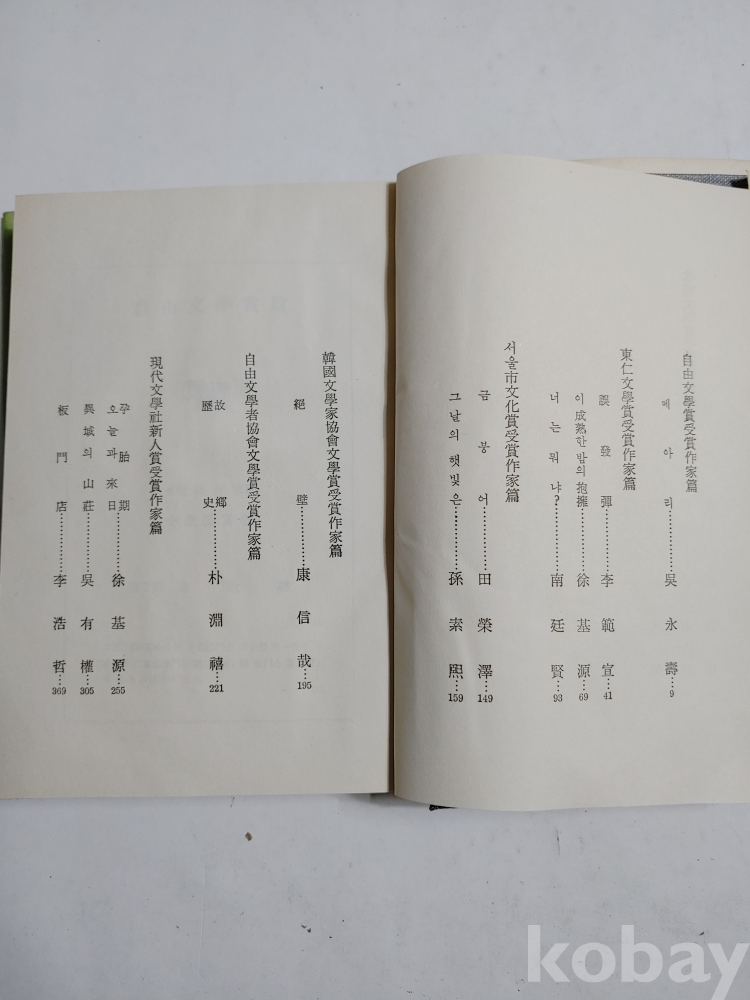 自由文學賞受賞作家篇
메아리……………吳永壽…9
東仁文學賞受賞作家篇
誤發彈……………李範宣…41
이 成熟한 밤의 抱擁…………徐基源…69
너는 뭐냐?……………南廷賢…93
서울市文化賞受賞作家篇
금붕어……………田榮澤…149
그날의 햇빛은……………孫素熙…159
韓國文學家協會文學賞受賞作家篇
絕壁……………康信哉…195
自由文學者協會文學賞受賞作家篇
故鄕
歷史……………朴淵禧…221
現代文學社新人賞受賞作家篇
孕胎期
오늘과 來日……………徐基源…255
異域의 山莊……………吳有權…305
板門店……………李浩哲…369
kobay